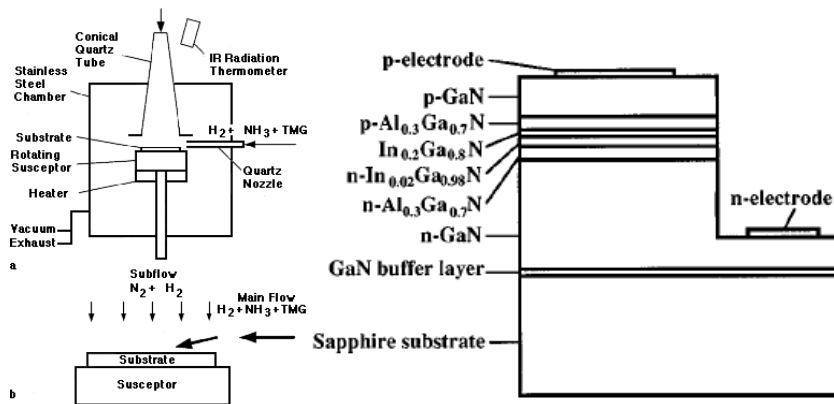 Conical
Quartz
Tube
IR Radiation
Thermometer
Stainless
Steel
Chamber
H2+ NH3+TMG
Substrate
Rotating
Susceptor
Quartz
Nozzle
Heater
Vacuum
Exhaust
a
Subflow
N2+ H2
Main Flow
H2+NH3+TMG
Substrate
Susceptor
b
p-electrode
p-GaN
p-Al0.3Ga0.7N
In0.2Ga0.8N
n-In0.02Ga0.98N
n-Al0.3Ga0.7N
n-electrode
n-GaN
GaN buffer layer
Sapphire substrate